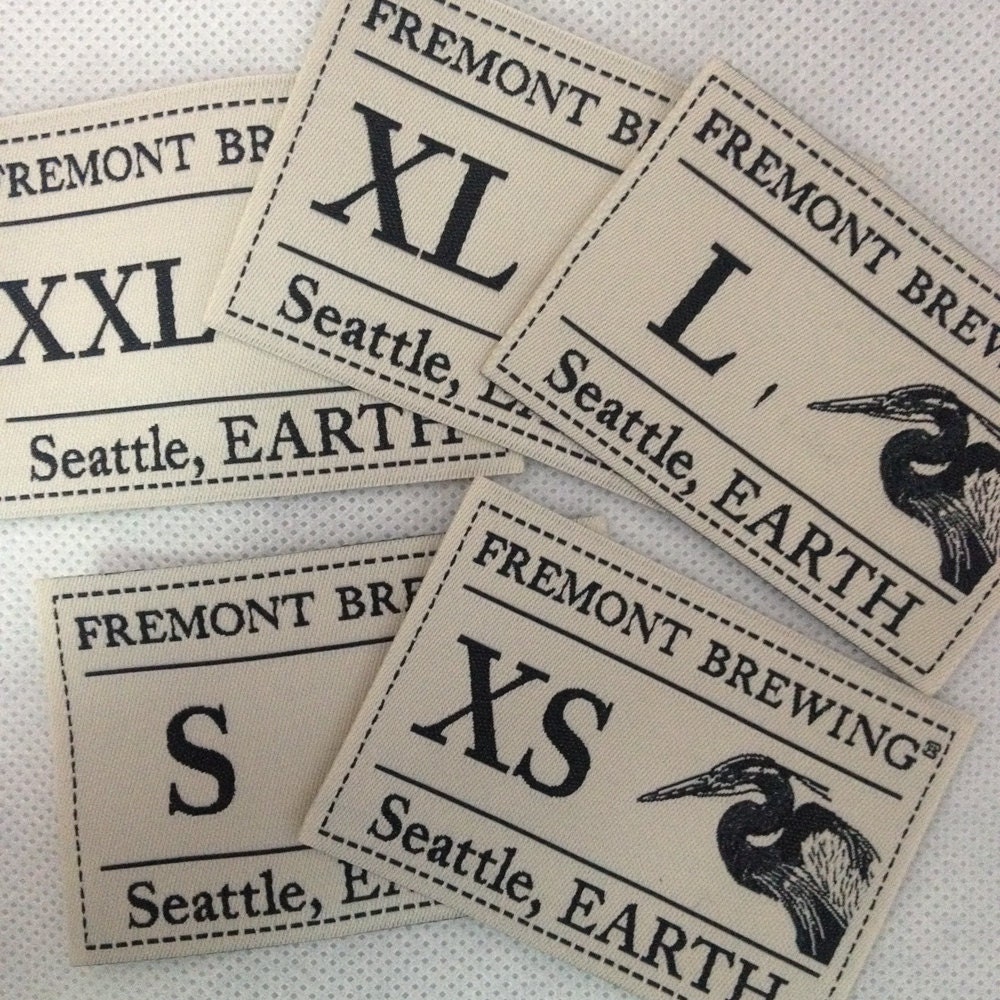 FREMONT BR
XXL
Seattle, EARTH
FREMONT B
XL
Seattle, E
FREMONT BREW
L
Seattle, EARTH
FREMONT BRE
S
Seattle, E
FREMONT BREWING®
XS
Seattle, EARTH